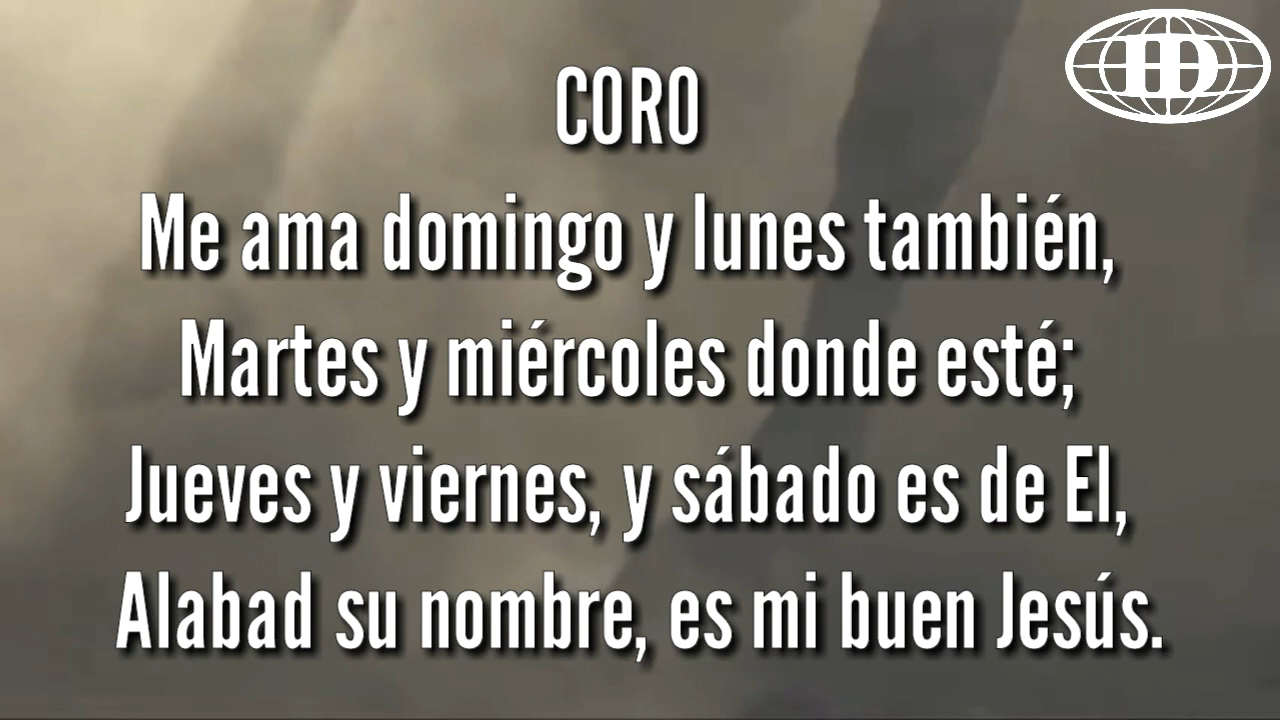 CORO
Me ama domingo y lunes también,
Martes y miércoles donde esté;
Jueves y viernes, y sábado es de El,
Alabad su nombre, es mi buen Jesús.